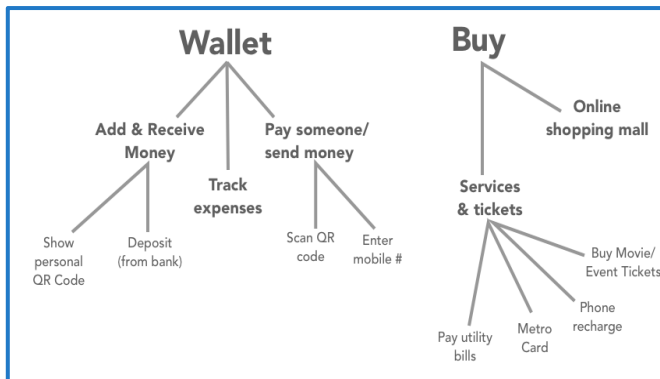 Wallet
Buy
Add & Receive
Money
Pay someone/
send money
Track
expenses
Online
shopping mall
Services
& tickets
Show
personal
QR Code
Deposit
(from bank)
Scan QR
code
Enter
mobile #
Buy Movie/
Event Tickets
Phone
recharge
Metro
Card
Pay utility
bills